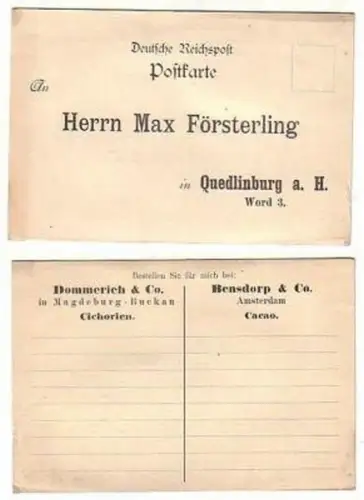 Deutsche Reichspost
Postkarte
An
Herrn Max Försterling
in Quedlinburg a. H.
Word 3.
Bestellen Sie für mich bei:
Dommerich & Co.
in Magdeburg-Buckau
Cichorien.
Bensdorp & Co.
Amsterdam
Cacao.